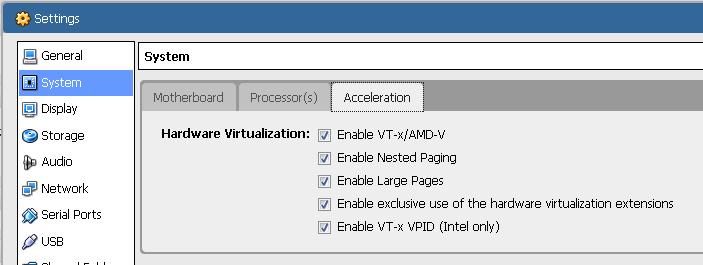 Settings
General
System
Display
Storage
Audio
Network
Serial Ports
USB
System
Motherboard
Processor(s)
Acceleration
Hardware Virtualization:
Enable VT-x/AMD-V
Enable Nested Paging
Enable Large Pages
Enable exclusive use of the hardware virtualization extensions
Enable VT-x VPID (Intel only)